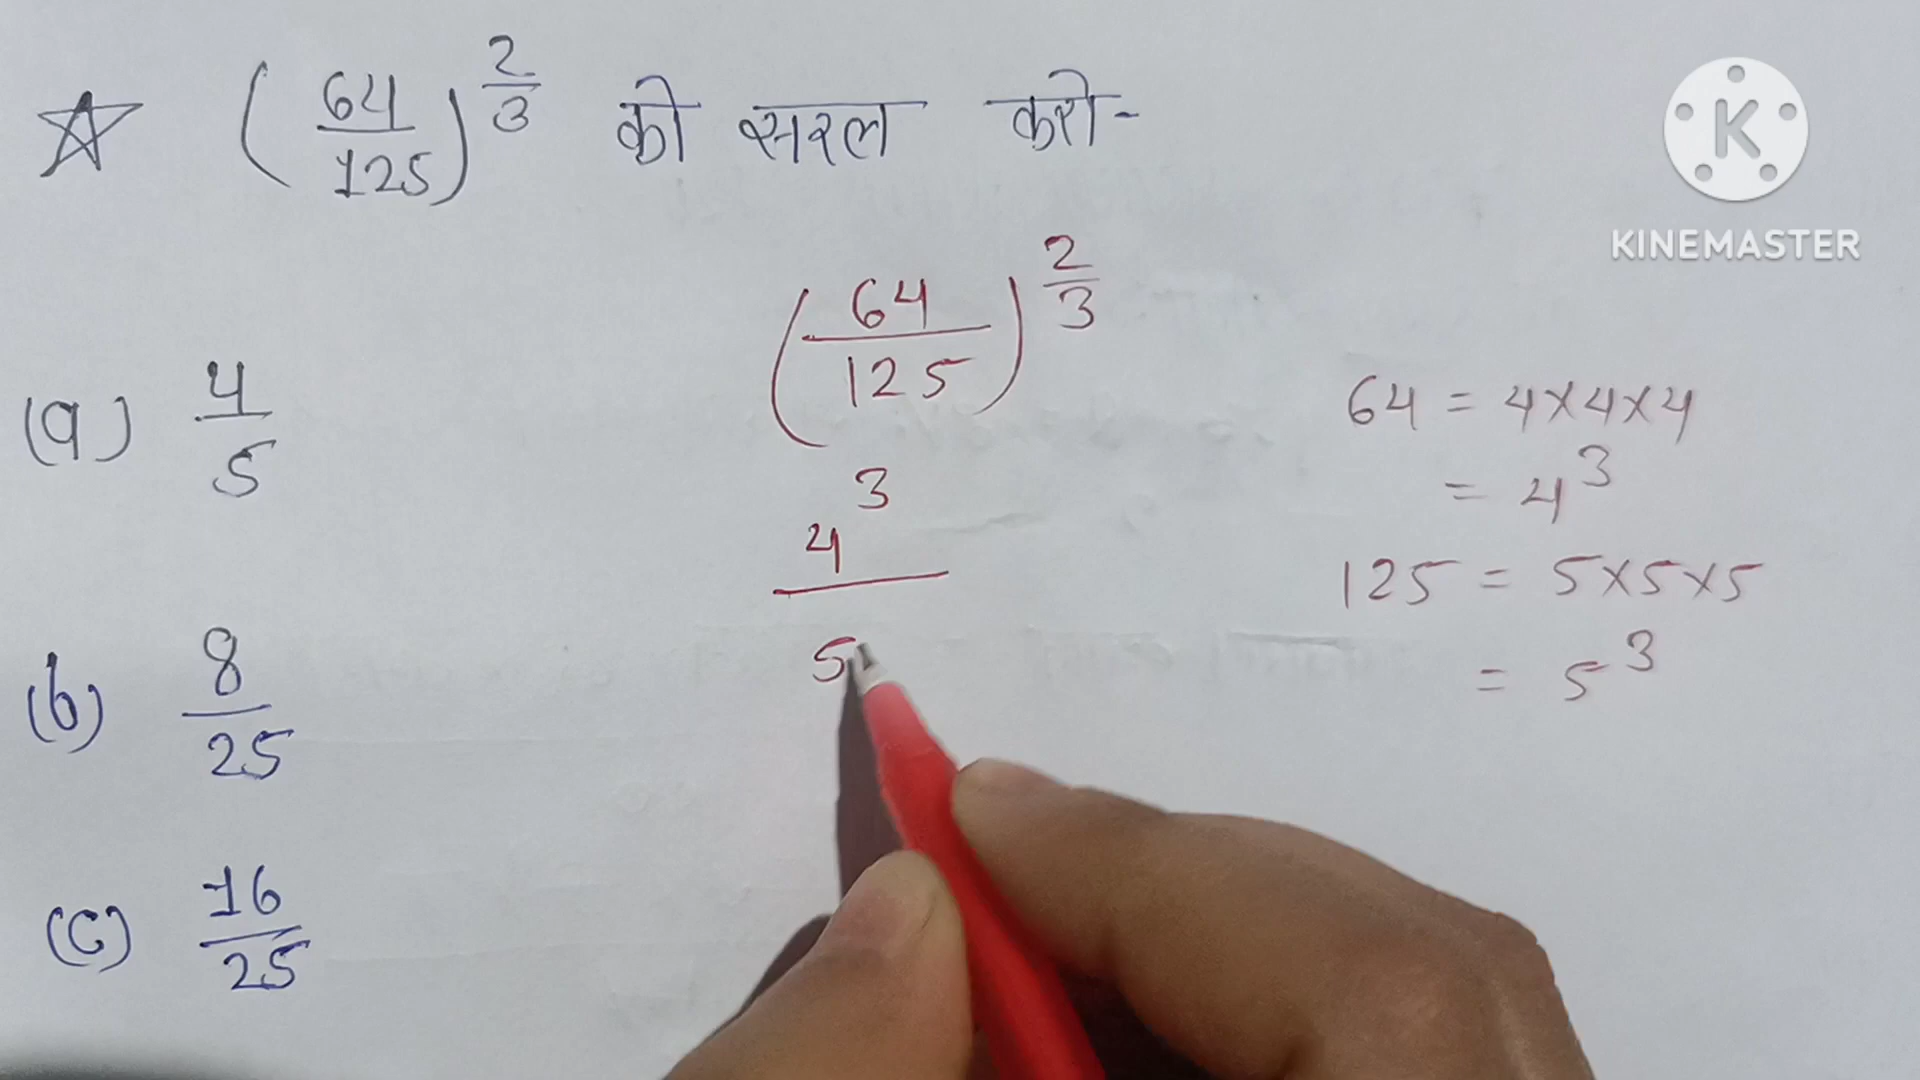 ☆ (64/125)^2/3 को सरल करो-
(a) 4/5
(b) 8/25
(c) 16/25
(64/125)^2/3
4^3
5
64 = 4×4×4
= 4^3
125 = 5×5×5
= 5^3
K
KINEMASTER